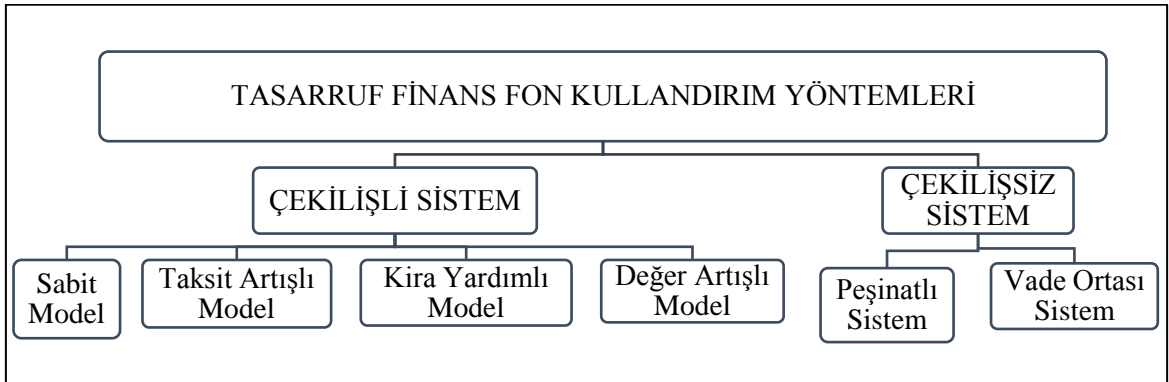 TASARRUF FİNANS FON KULLANDIRIM YÖNTEMLERİ
ÇEKİLİŞLİ SİSTEM
ÇEKİLİŞSİZ
SİSTEM
Sabit
Model
Taksit Artışlı
Model
Kira Yardımlı
Model
Değer Artışlı
Model
Peşinatlı
Sistem
Vade Ortası
Sistem